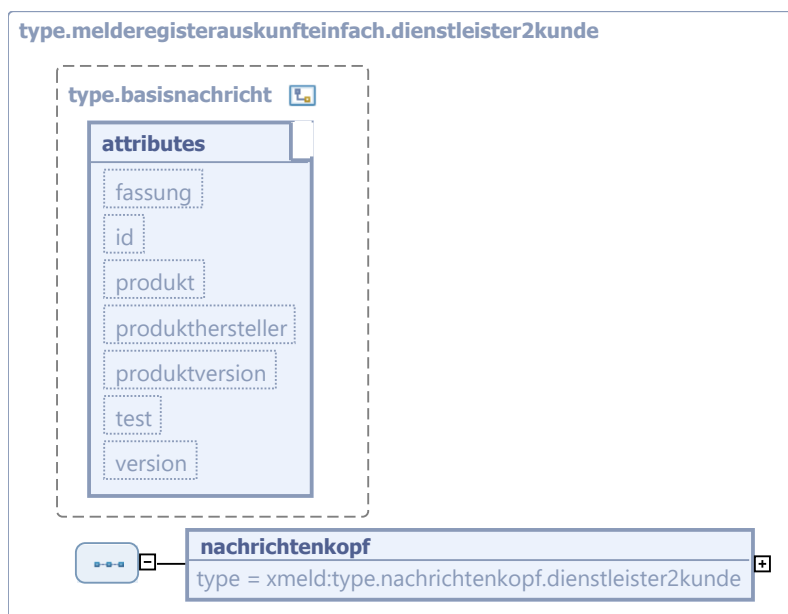 type.melderegisterauskunfteinfach.dienstleister2kunde
type.basisnachricht
attributes
fassung
id
produkt
produkthersteller
produktversion
test
version
nachrichtenkopf
type = xmeld:type.nachrichtenkopf.dienstleister2kunde